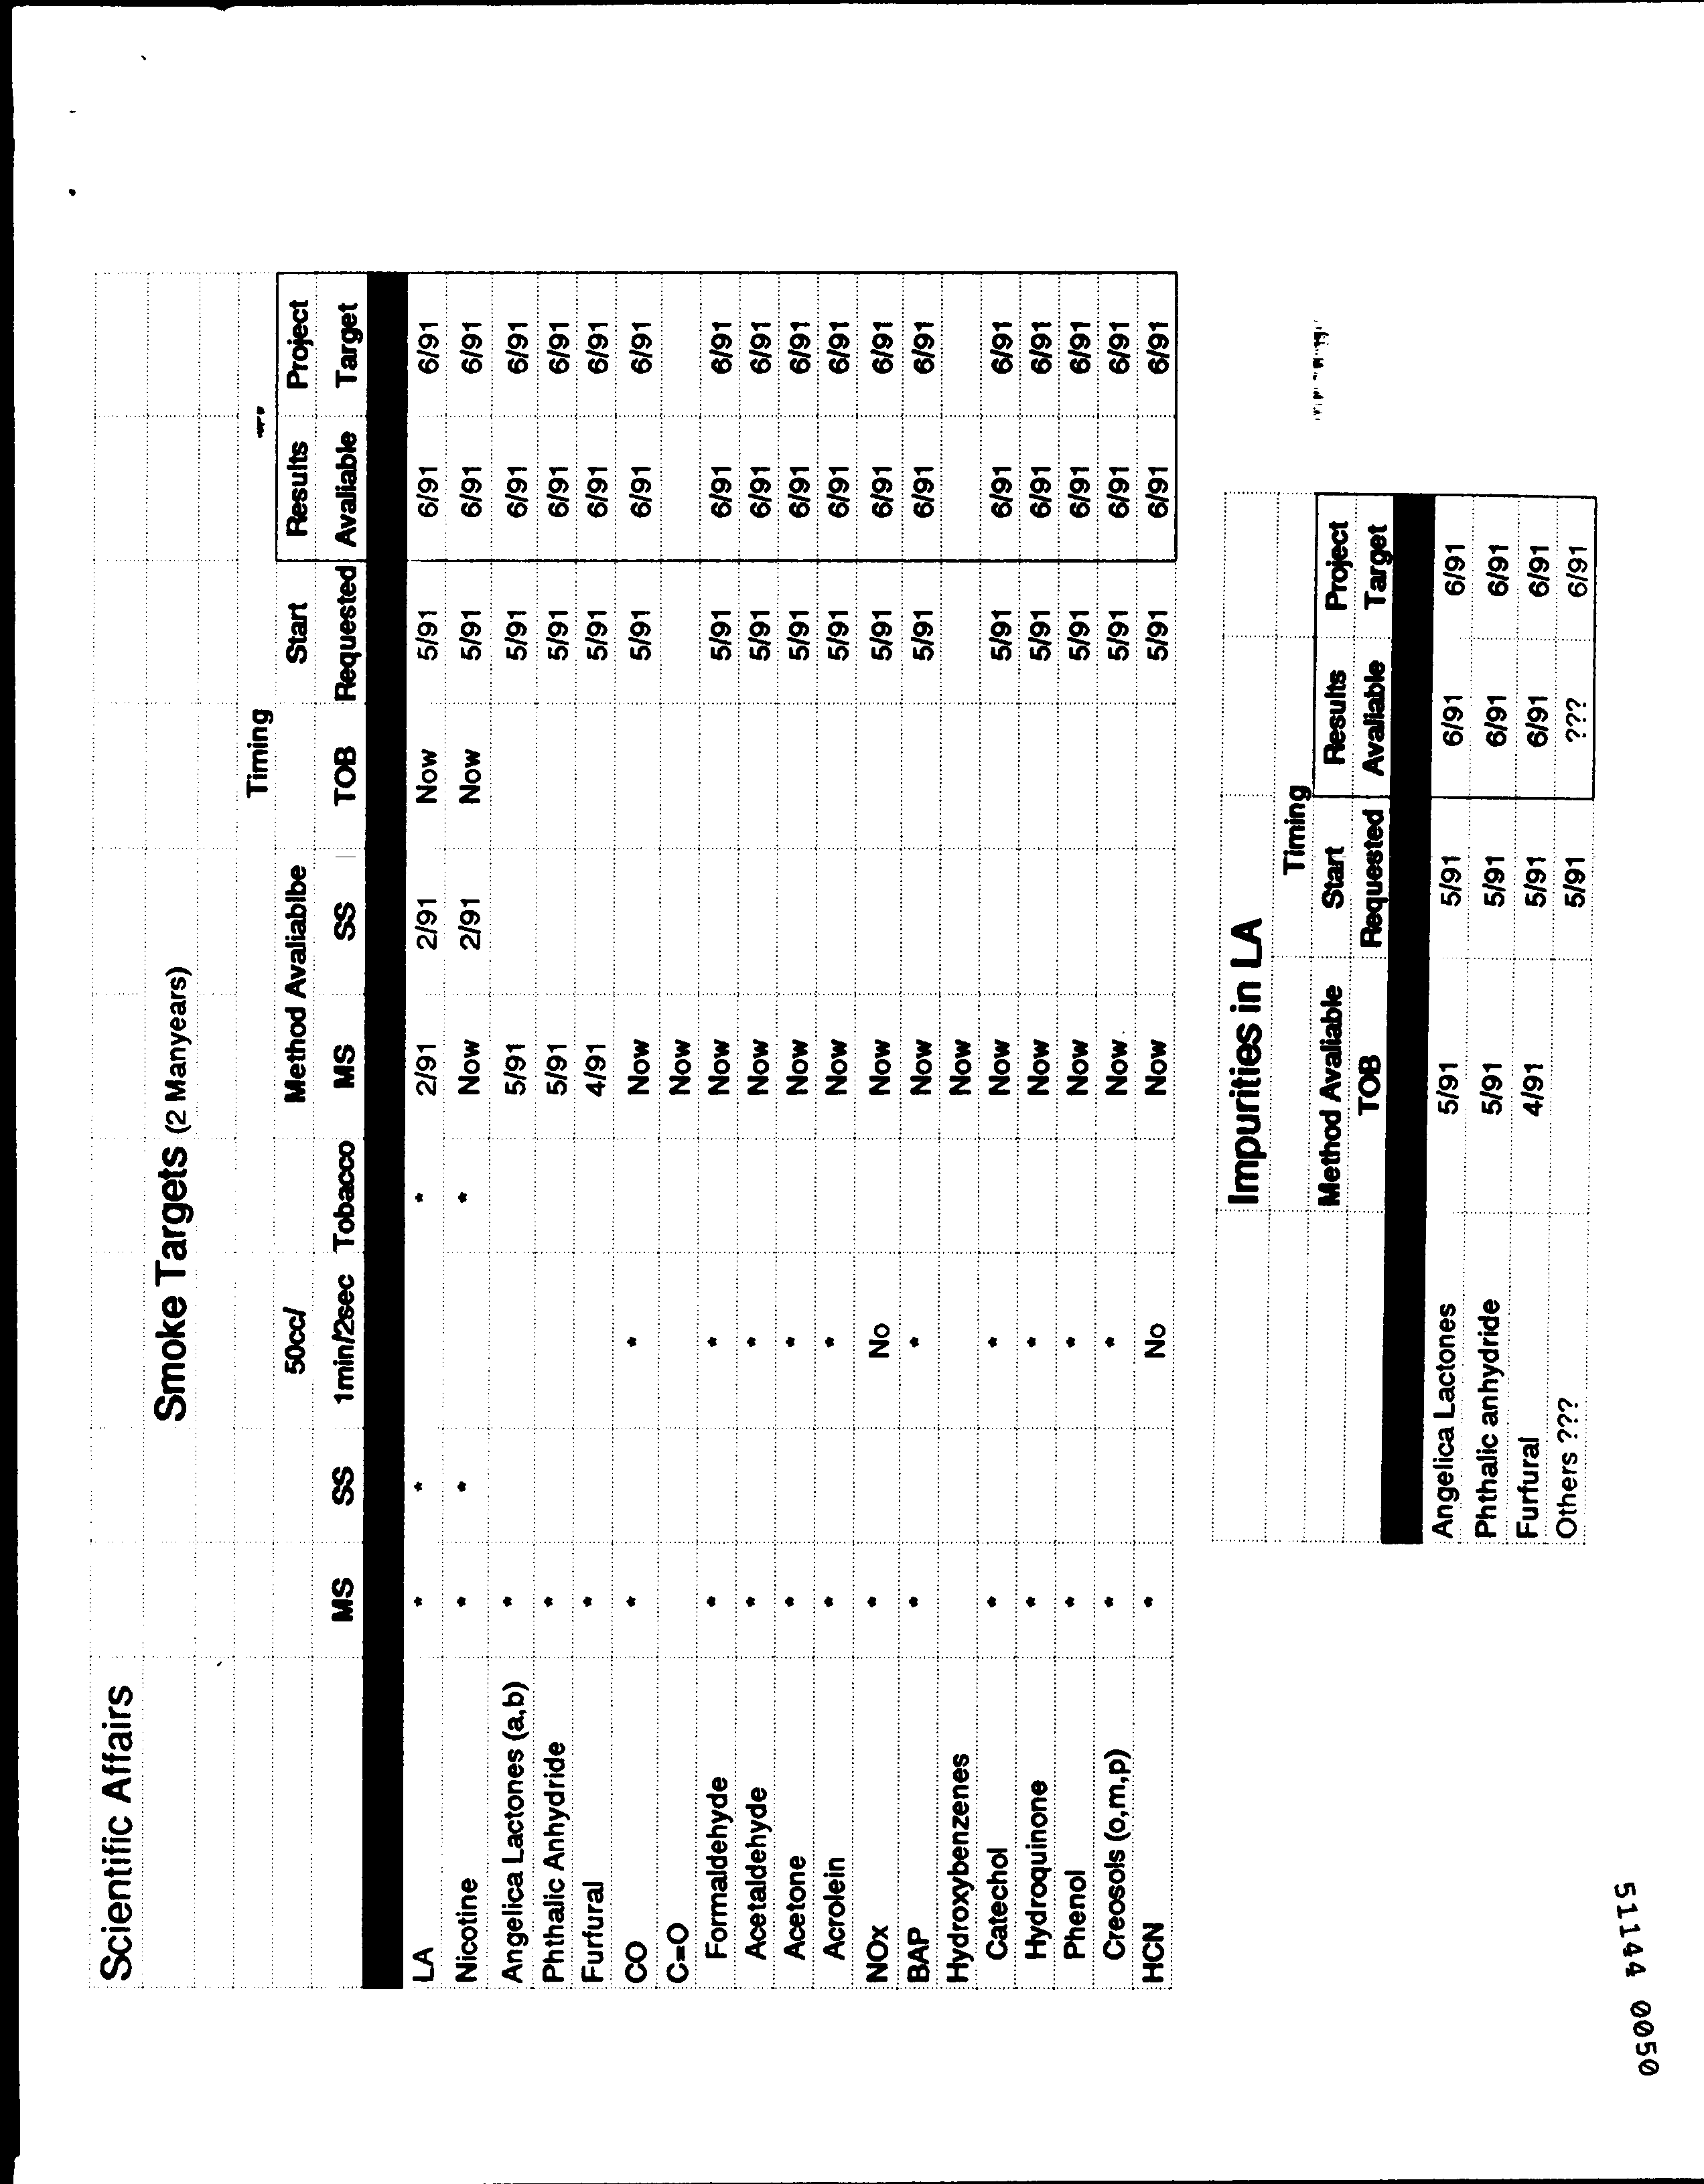 Scientific Affairs
Smoke Targets (2 Manyears)
Timing
50cc/ Method Avaliablbe Start Results Project
MS SS 1min/2sec Tobacco MS SS TOB Requested Avaliable Target
LA * * * 2/91 2/91 Now 5/91 6/91 6/91
Nicotine * * * Now 2/91 Now 5/91 6/91 6/91
Angelica Lactones (a,b) * 5/91 5/91 6/91 6/91
Phthalic Anhydride * 5/91 5/91 6/91 6/91
Furfural * 4/91 5/91 6/91 6/91
CO * * Now 5/91 6/91 6/91
C=O Now
Formaldehyde * * Now 5/91 6/91 6/91
Acetaldehyde * * Now 5/91 6/91 6/91
Acetone * * Now 5/91 6/91 6/91
Acrolein * * Now 5/91 6/91 6/91
NOx * No Now 5/91 6/91 6/91
BAP * * Now 5/91 6/91 6/91
Hydroxybenzenes Now
Catechol * * Now 5/91 6/91 6/91
Hydroquinone * * Now 5/91 6/91 6/91
Phenol * * Now 5/91 6/91 6/91
Creosols (o,m,p) * * Now 5/91 6/91 6/91
HCN * No Now 5/91 6/91 6/91
Impurities in LA
Timing
Method Avaliable Start Results Project
TOB Requested Avaliable Target
Angelica Lactones 5/91 5/91 6/91 6/91
Phthalic anhydride 5/91 5/91 6/91 6/91
Furfural 4/91 5/91 6/91 6/91
Others ??? 5/91 ??? 6/91
51144 0050